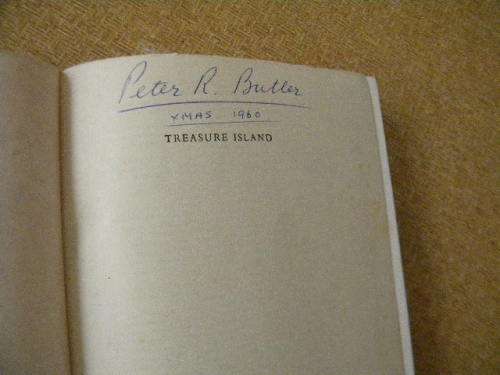 Peter R. Butler
XMAS 1960
TREASURE ISLAND